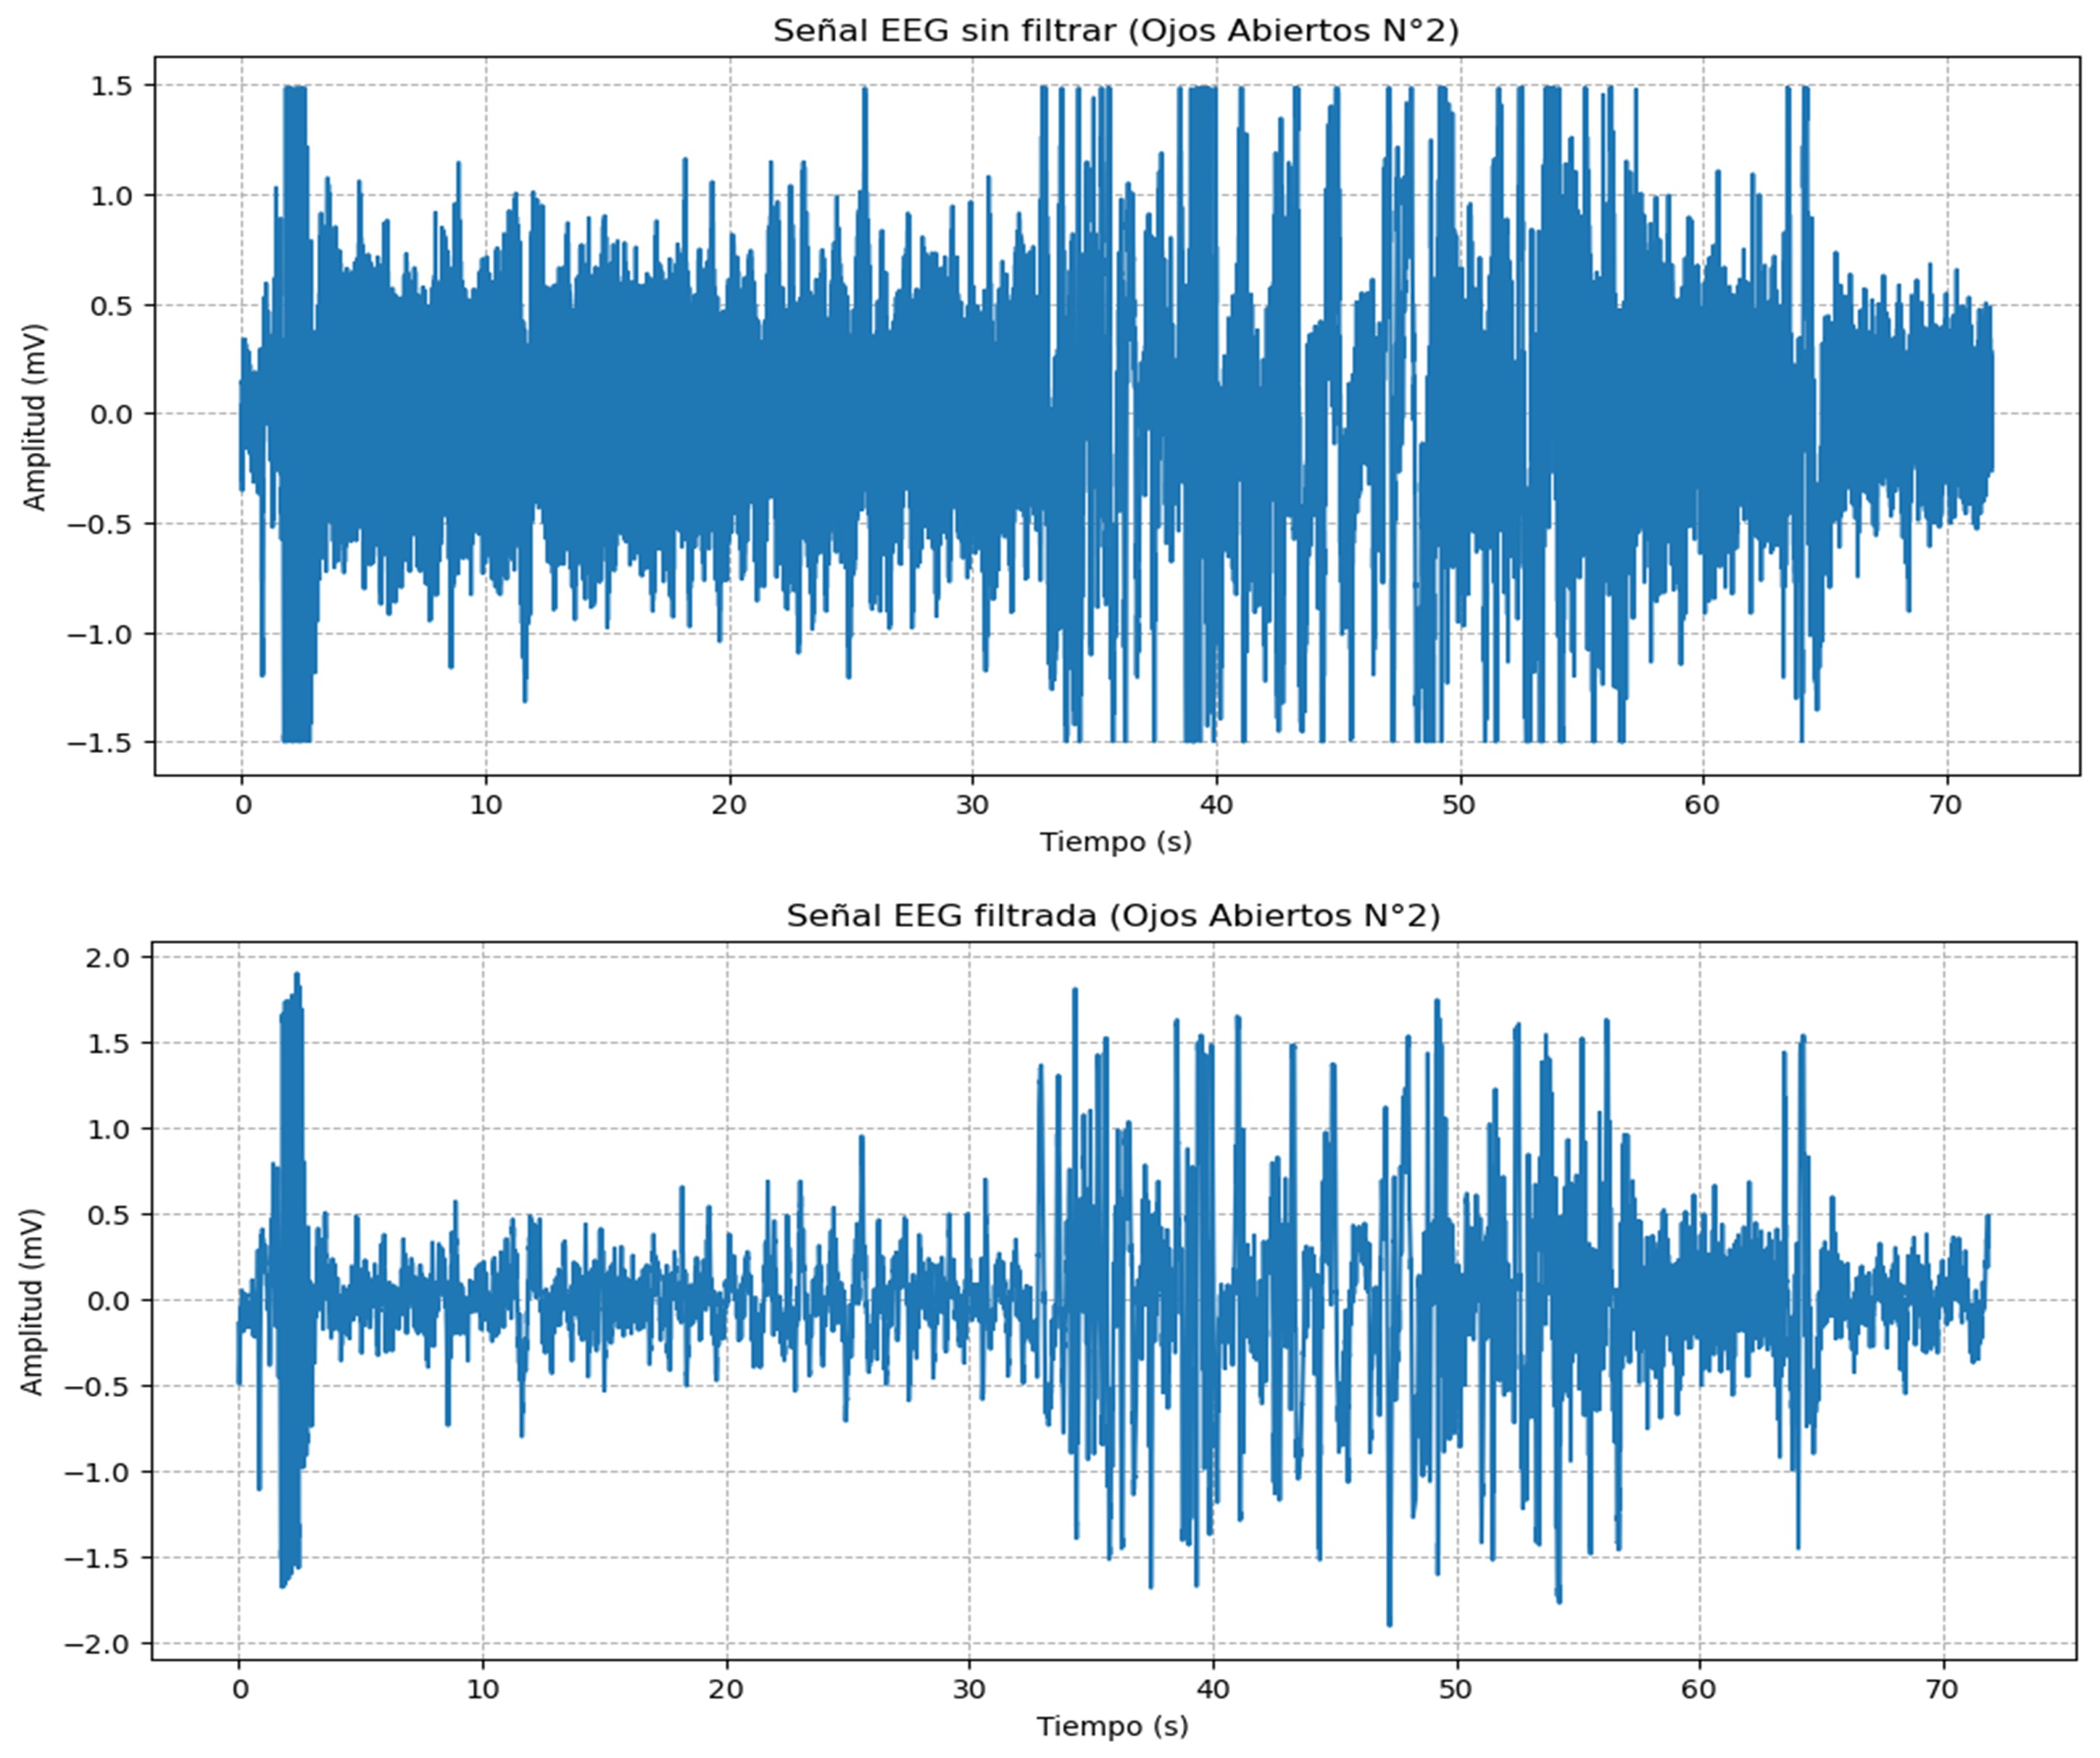 Señal EEG sin filtrar (Ojos Abiertos N°2)
1.5
1.0
0.5
0.0
−0.5
−1.0
−1.5
Amplitud (mV)
0 10 20 30 40 50 60 70
Tiempo (s)
Señal EEG filtrada (Ojos Abiertos N°2)
2.0
1.5
1.0
0.5
0.0
−0.5
−1.0
−1.5
−2.0
Amplitud (mV)
0 10 20 30 40 50 60 70
Tiempo (s)